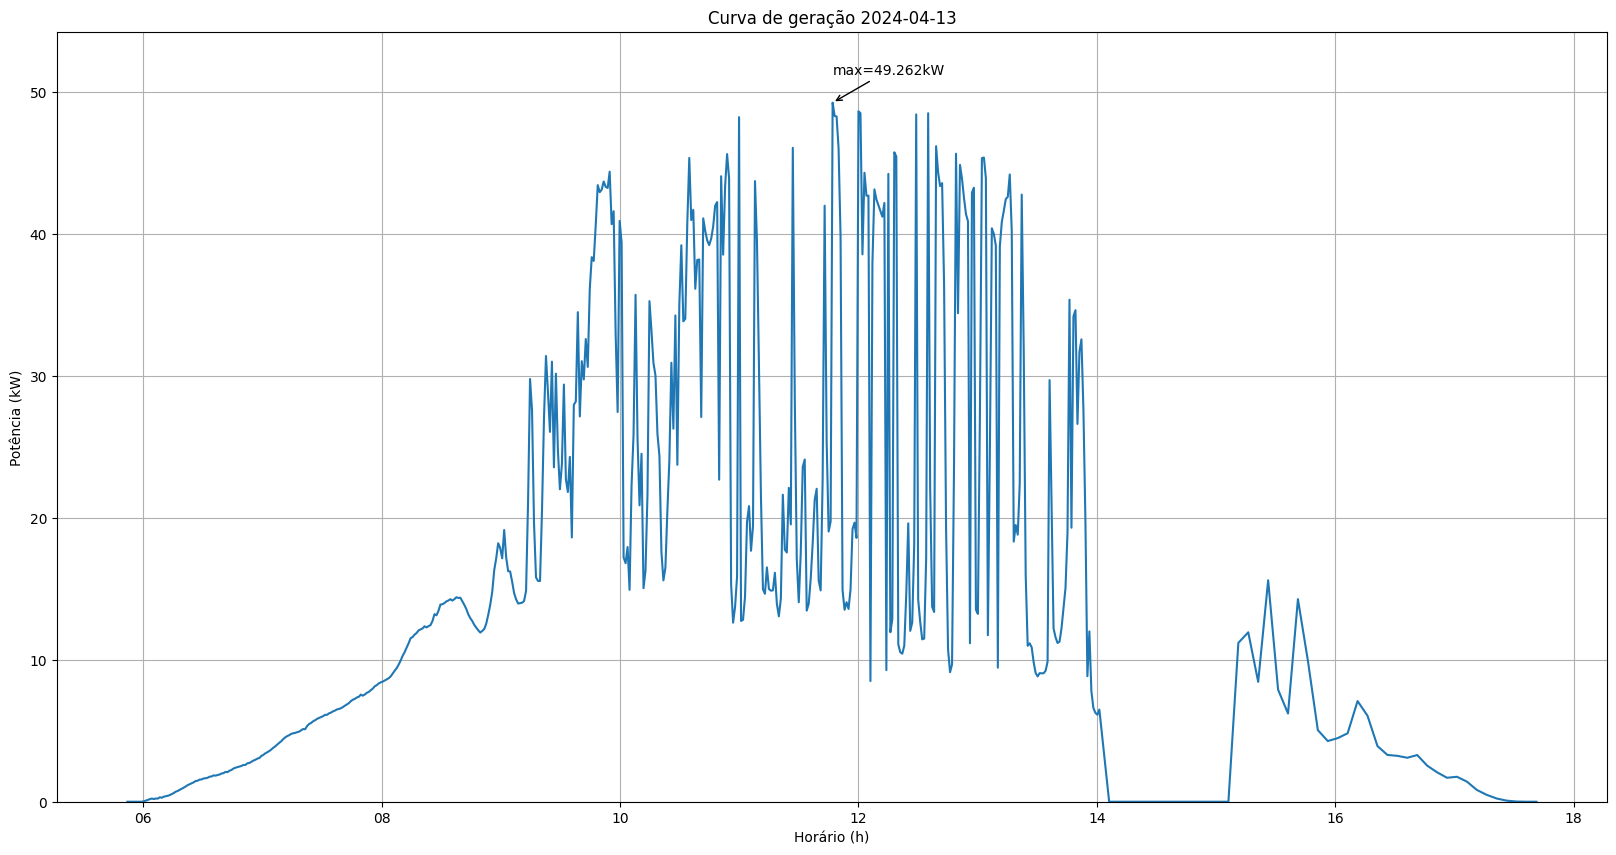 Curva de geração 2024-04-13
max=49.262kW
50
40
30
20
10
0
Potência (kW)
06 08 10 12 14 16 18
Horário (h)